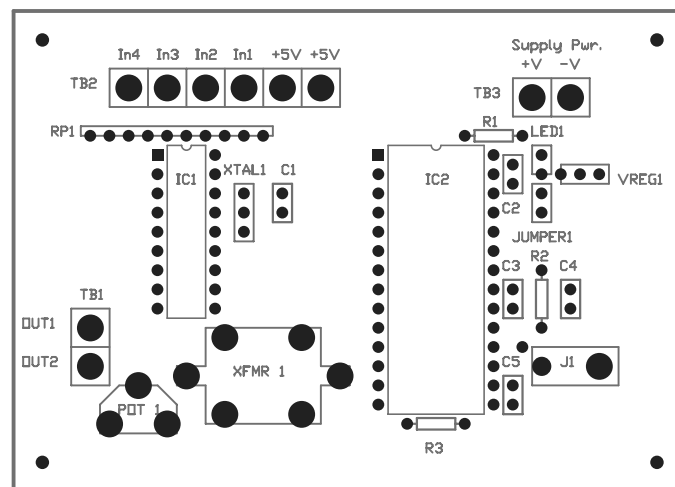 Supply Pwr.
In4 In3 In2 In1 +5V +5V
+V -V
TB2
TB3
RP1
R1
LED1
XTAL1 C1
IC1
IC2
VREG1
C2
JUMPER1
R2
C3 C4
TB1
OUT1
OUT2
C5
J1
XFMR 1
POT 1
R3